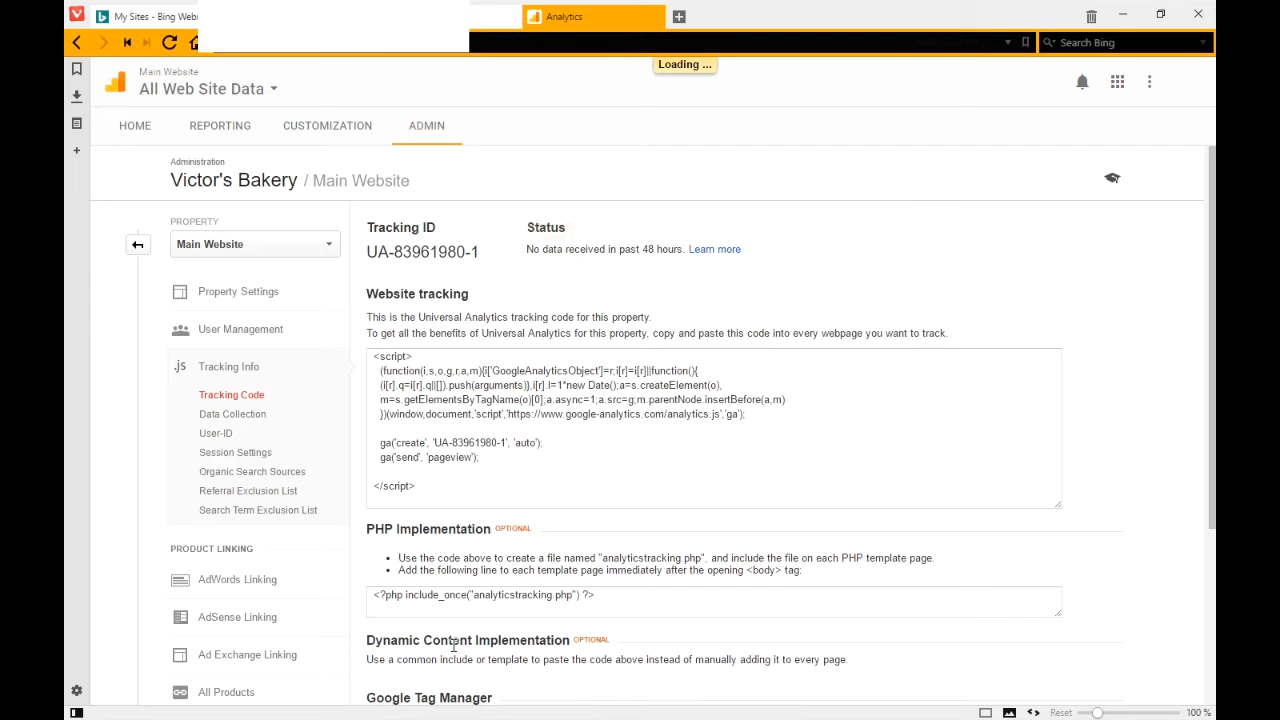 My Sites - Bing Webm
Analytics
Search Bing
Loading ...
Main Website
All Web Site Data
HOME
REPORTING
CUSTOMIZATION
ADMIN
Administration
Victor's Bakery / Main Website
PROPERTY
Main Website
Property Settings
User Management
.js Tracking Info
Tracking Code
Data Collection
User-ID
Session Settings
Organic Search Sources
Referral Exclusion List
Search Term Exclusion List
PRODUCT LINKING
AdWords Linking
AdSense Linking
Ad Exchange Linking
All Products
Tracking ID
UA-83961980-1
Status
No data received in past 48 hours. Learn more
Website tracking
This is the Universal Analytics tracking code for this property.
To get all the benefits of Universal Analytics for this property, copy and paste this code into every webpage you want to track.
<script>
(function(i,s,o,g,r,a,m){i['GoogleAnalyticsObject']=r;i[r]=i[r]||function(){
(i[r].q=i[r].q||[]).push(arguments)},i[r].l=1*new Date();a=s.createElement(o),
m=s.getElementsByTagName(o)[0];a.async=1;a.src=g;m.parentNode.insertBefore(a,m)
})(window,document,'script','https://www.google-analytics.com/analytics.js','ga');
ga('create', 'UA-83961980-1', 'auto');
ga('send', 'pageview');
</script>
PHP Implementation OPTIONAL
• Use the code above to create a file named "analyticstracking.php", and include the file on each PHP template page.
• Add the following line to each template page immediately after the opening <body> tag:
<?php include_once("analyticstracking.php") ?>
Dynamic Content Implementation OPTIONAL
Use a common include or template to paste the code above instead of manually adding it to every page.
Google Tag Manager
Reset
100 %